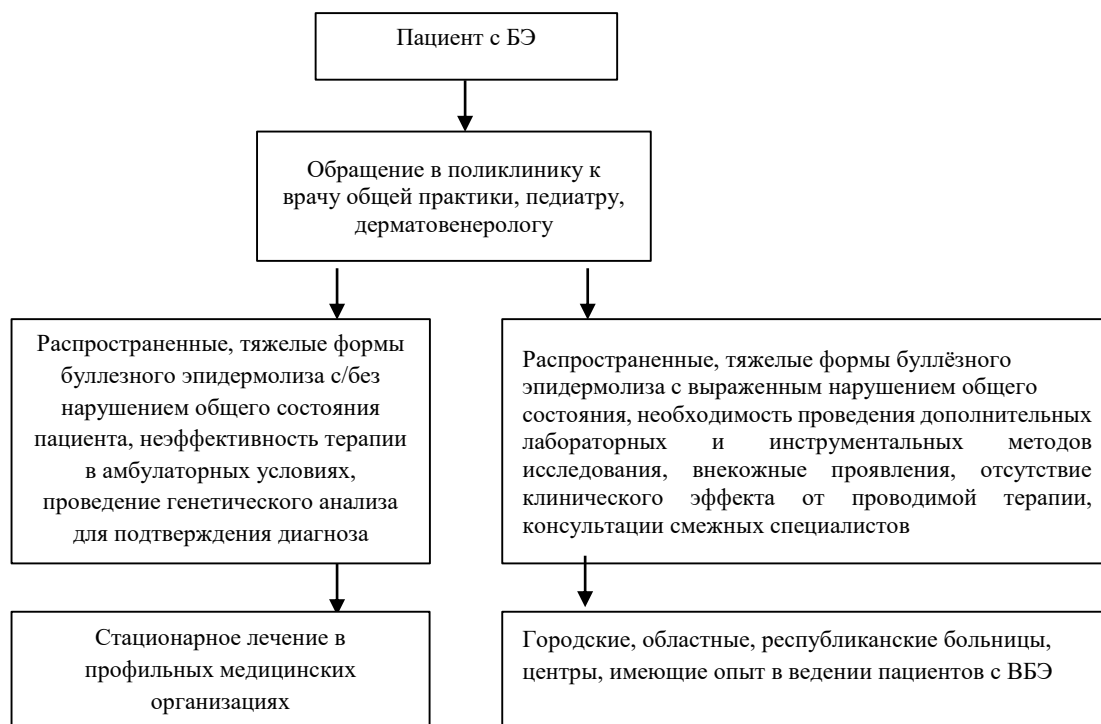 Пациент с БЭ
Обращение в поликлинику к
врачу общей практики, педиатру,
дерматовенерологу
Распространенные, тяжелые формы
буллезного эпидермолиза с/без
нарушением общего состояния
пациента, неэффективность терапии
в амбулаторных условиях,
проведение генетического анализа
для подтверждения диагноза
Распространенные, тяжелые формы буллёзного
эпидермолиза с выраженным нарушением общего
состояния, необходимость проведения дополнительных
лабораторных и инструментальных методов
исследования, внекожные проявления, отсутствие
клинического эффекта от проводимой терапии,
консультации смежных специалистов
Стационарное лечение в
профильных медицинских
организациях
Городские, областные, республиканские больницы,
центры, имеющие опыт в ведении пациентов с ВБЭ